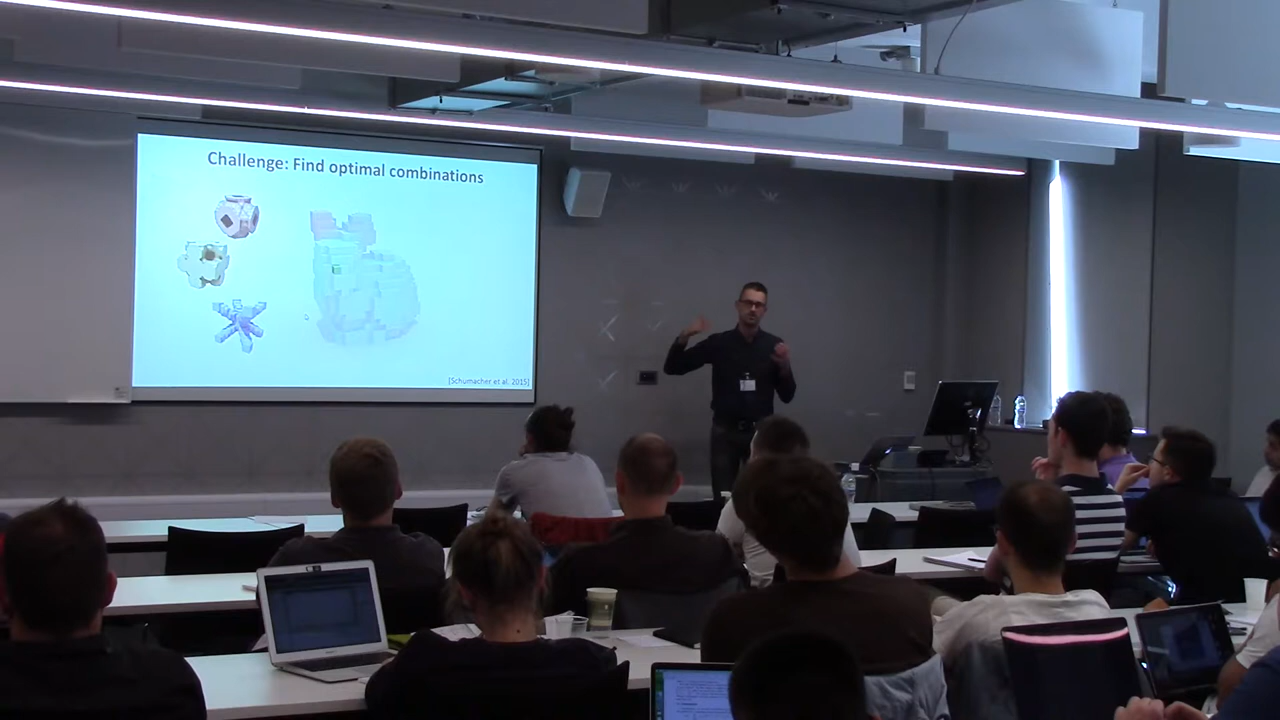 Challenge: Find optimal combinations
[Schumacher et al. 2015]